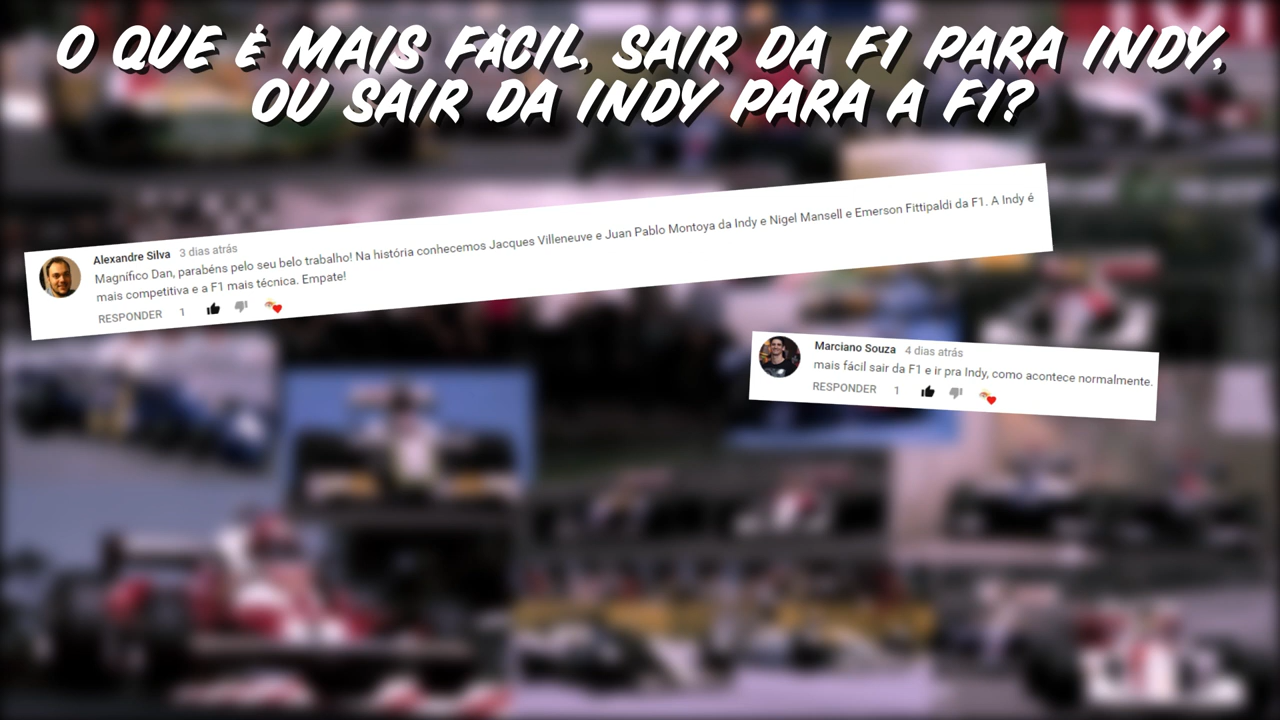 O QUE É MAIS FÁCIL, SAIR DA F1 PARA INDY,
OU SAIR DA INDY PARA A F1?
Alexandre Silva 3 dias atrás
Magnífico Dan, parabéns pelo seu belo trabalho! Na história conhecemos Jacques Villeneuve e Juan Pablo Montoya da Indy e Nigel Mansell e Emerson Fittipaldi da F1. A Indy é
mais competitiva e a F1 mais técnica. Empate!
RESPONDER 1
Marciano Souza 4 dias atrás
mais fácil sair da F1 e ir pra Indy, como acontece normalmente.
RESPONDER 1